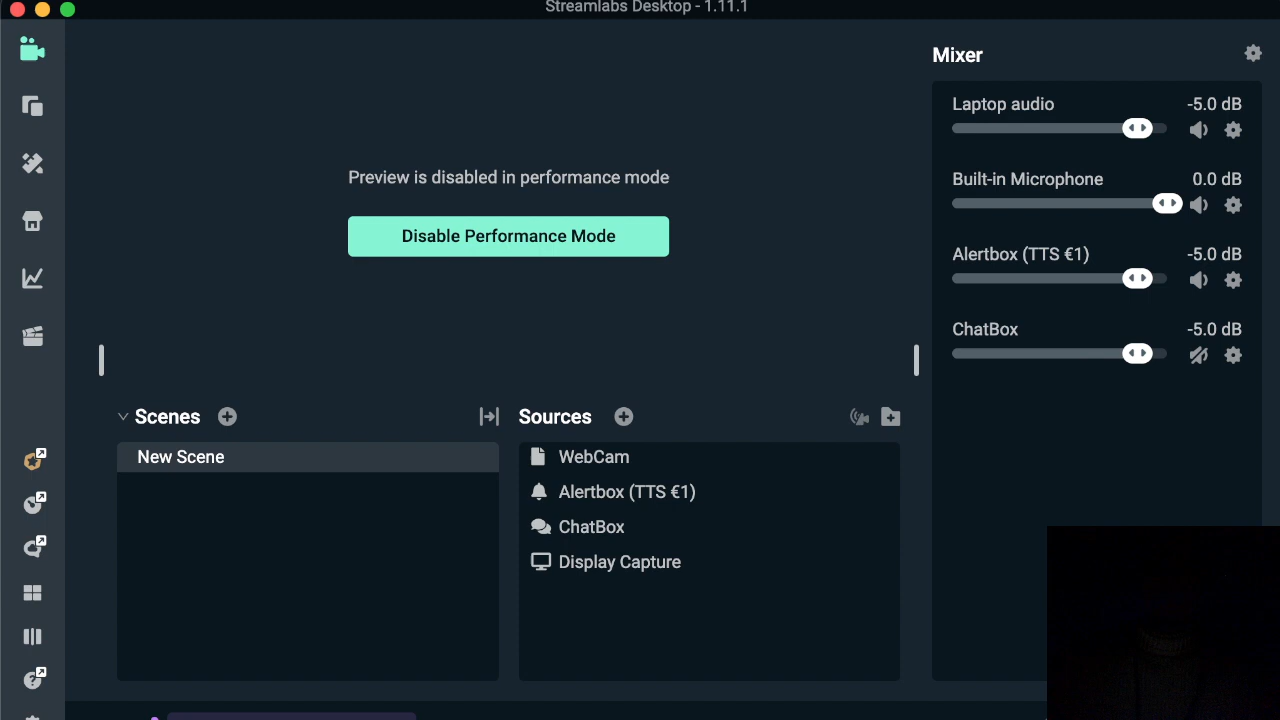 Streamlabs Desktop - 1.11.1
Mixer
Laptop audio -5.0 dB
Built-in Microphone 0.0 dB
Alertbox (TTS €1) -5.0 dB
ChatBox -5.0 dB
Preview is disabled in performance mode
Disable Performance Mode
Scenes
New Scene
Sources
WebCam
Alertbox (TTS €1)
ChatBox
Display Capture